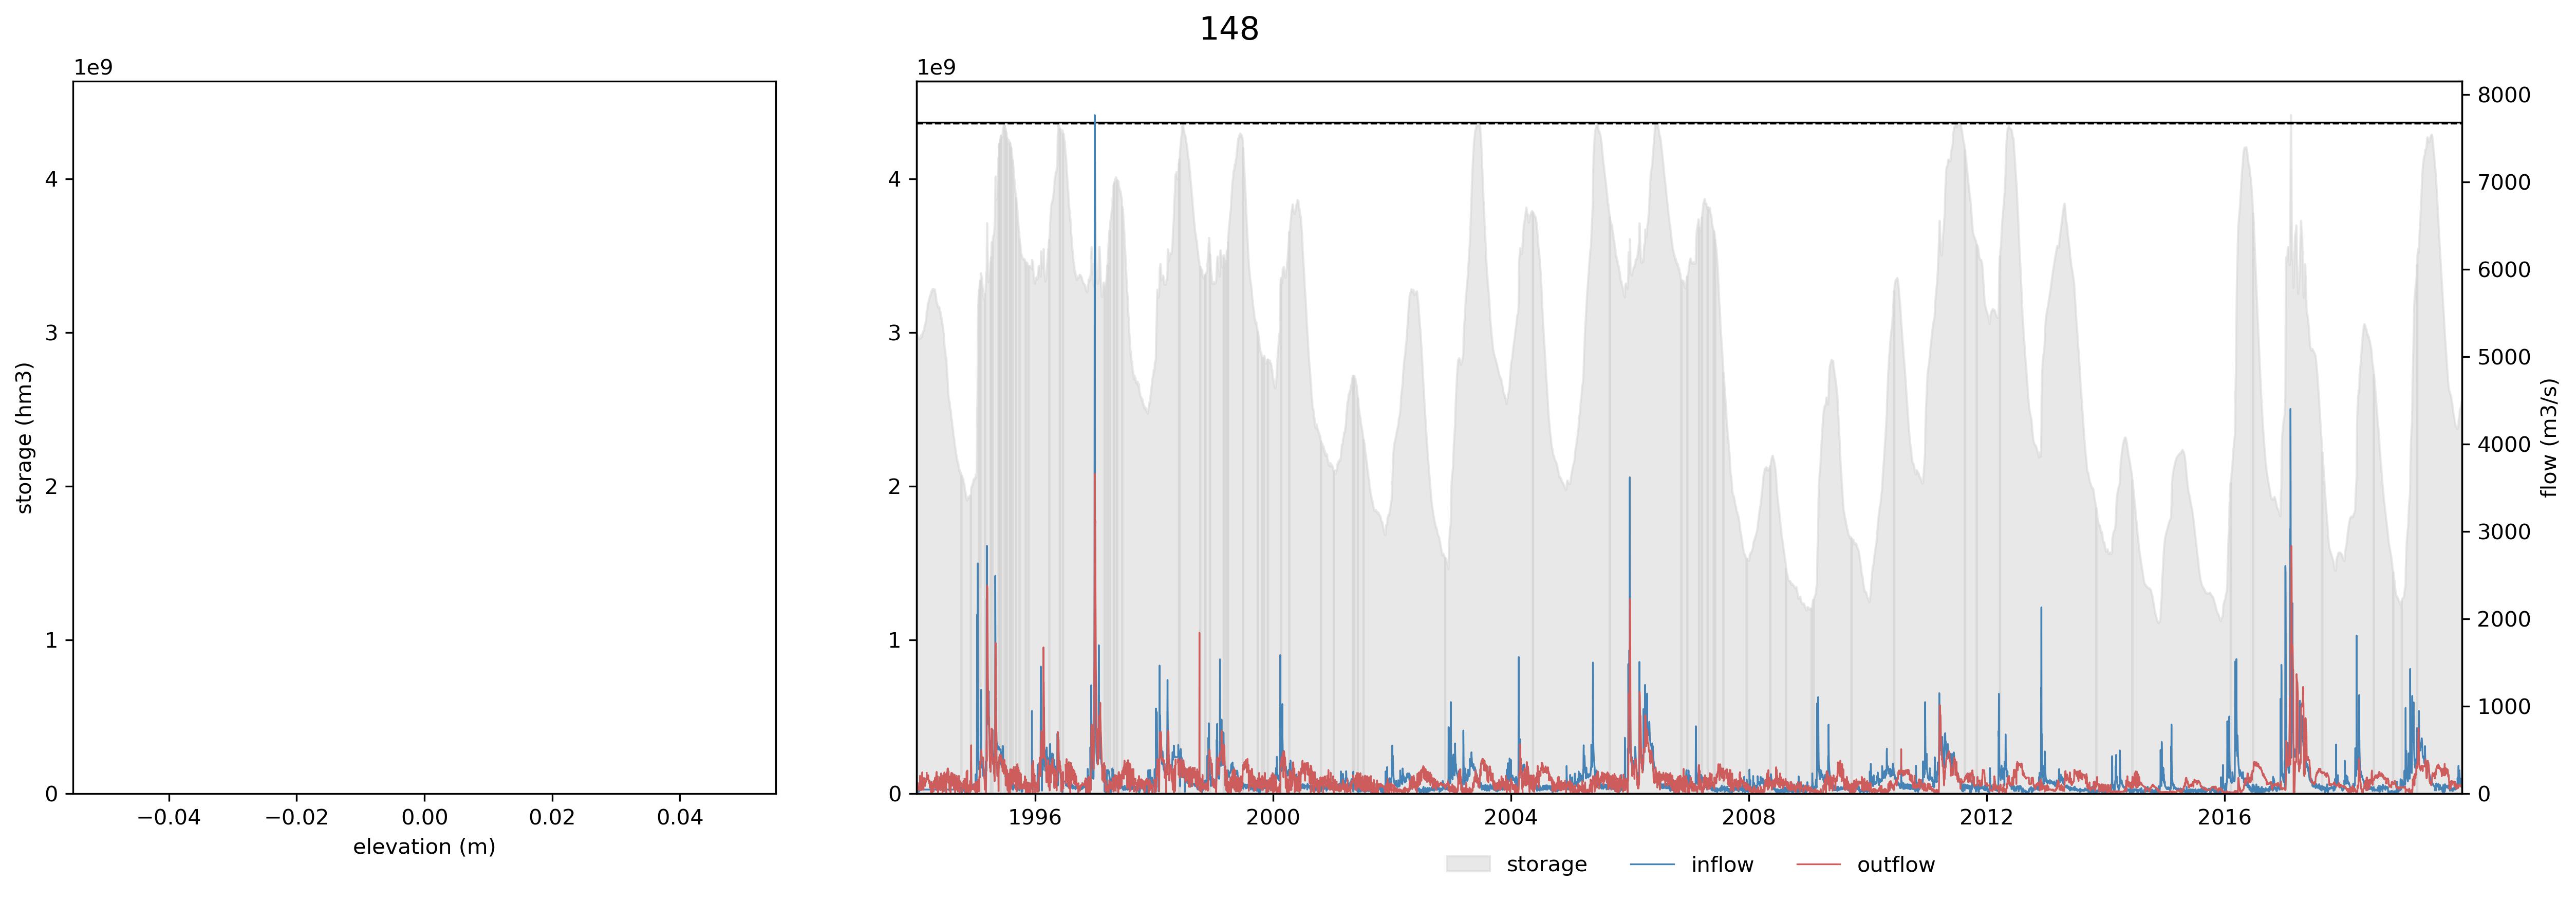 148
1e9
4
3
2
1
0
storage (hm3)
−0.04 −0.02 0.00 0.02 0.04
elevation (m)
1e9
4
3
2
1
0
1996 2000 2004 2008 2012 2016
8000
7000
6000
5000
4000
3000
2000
1000
0
flow (m3/s)
storage inflow outflow